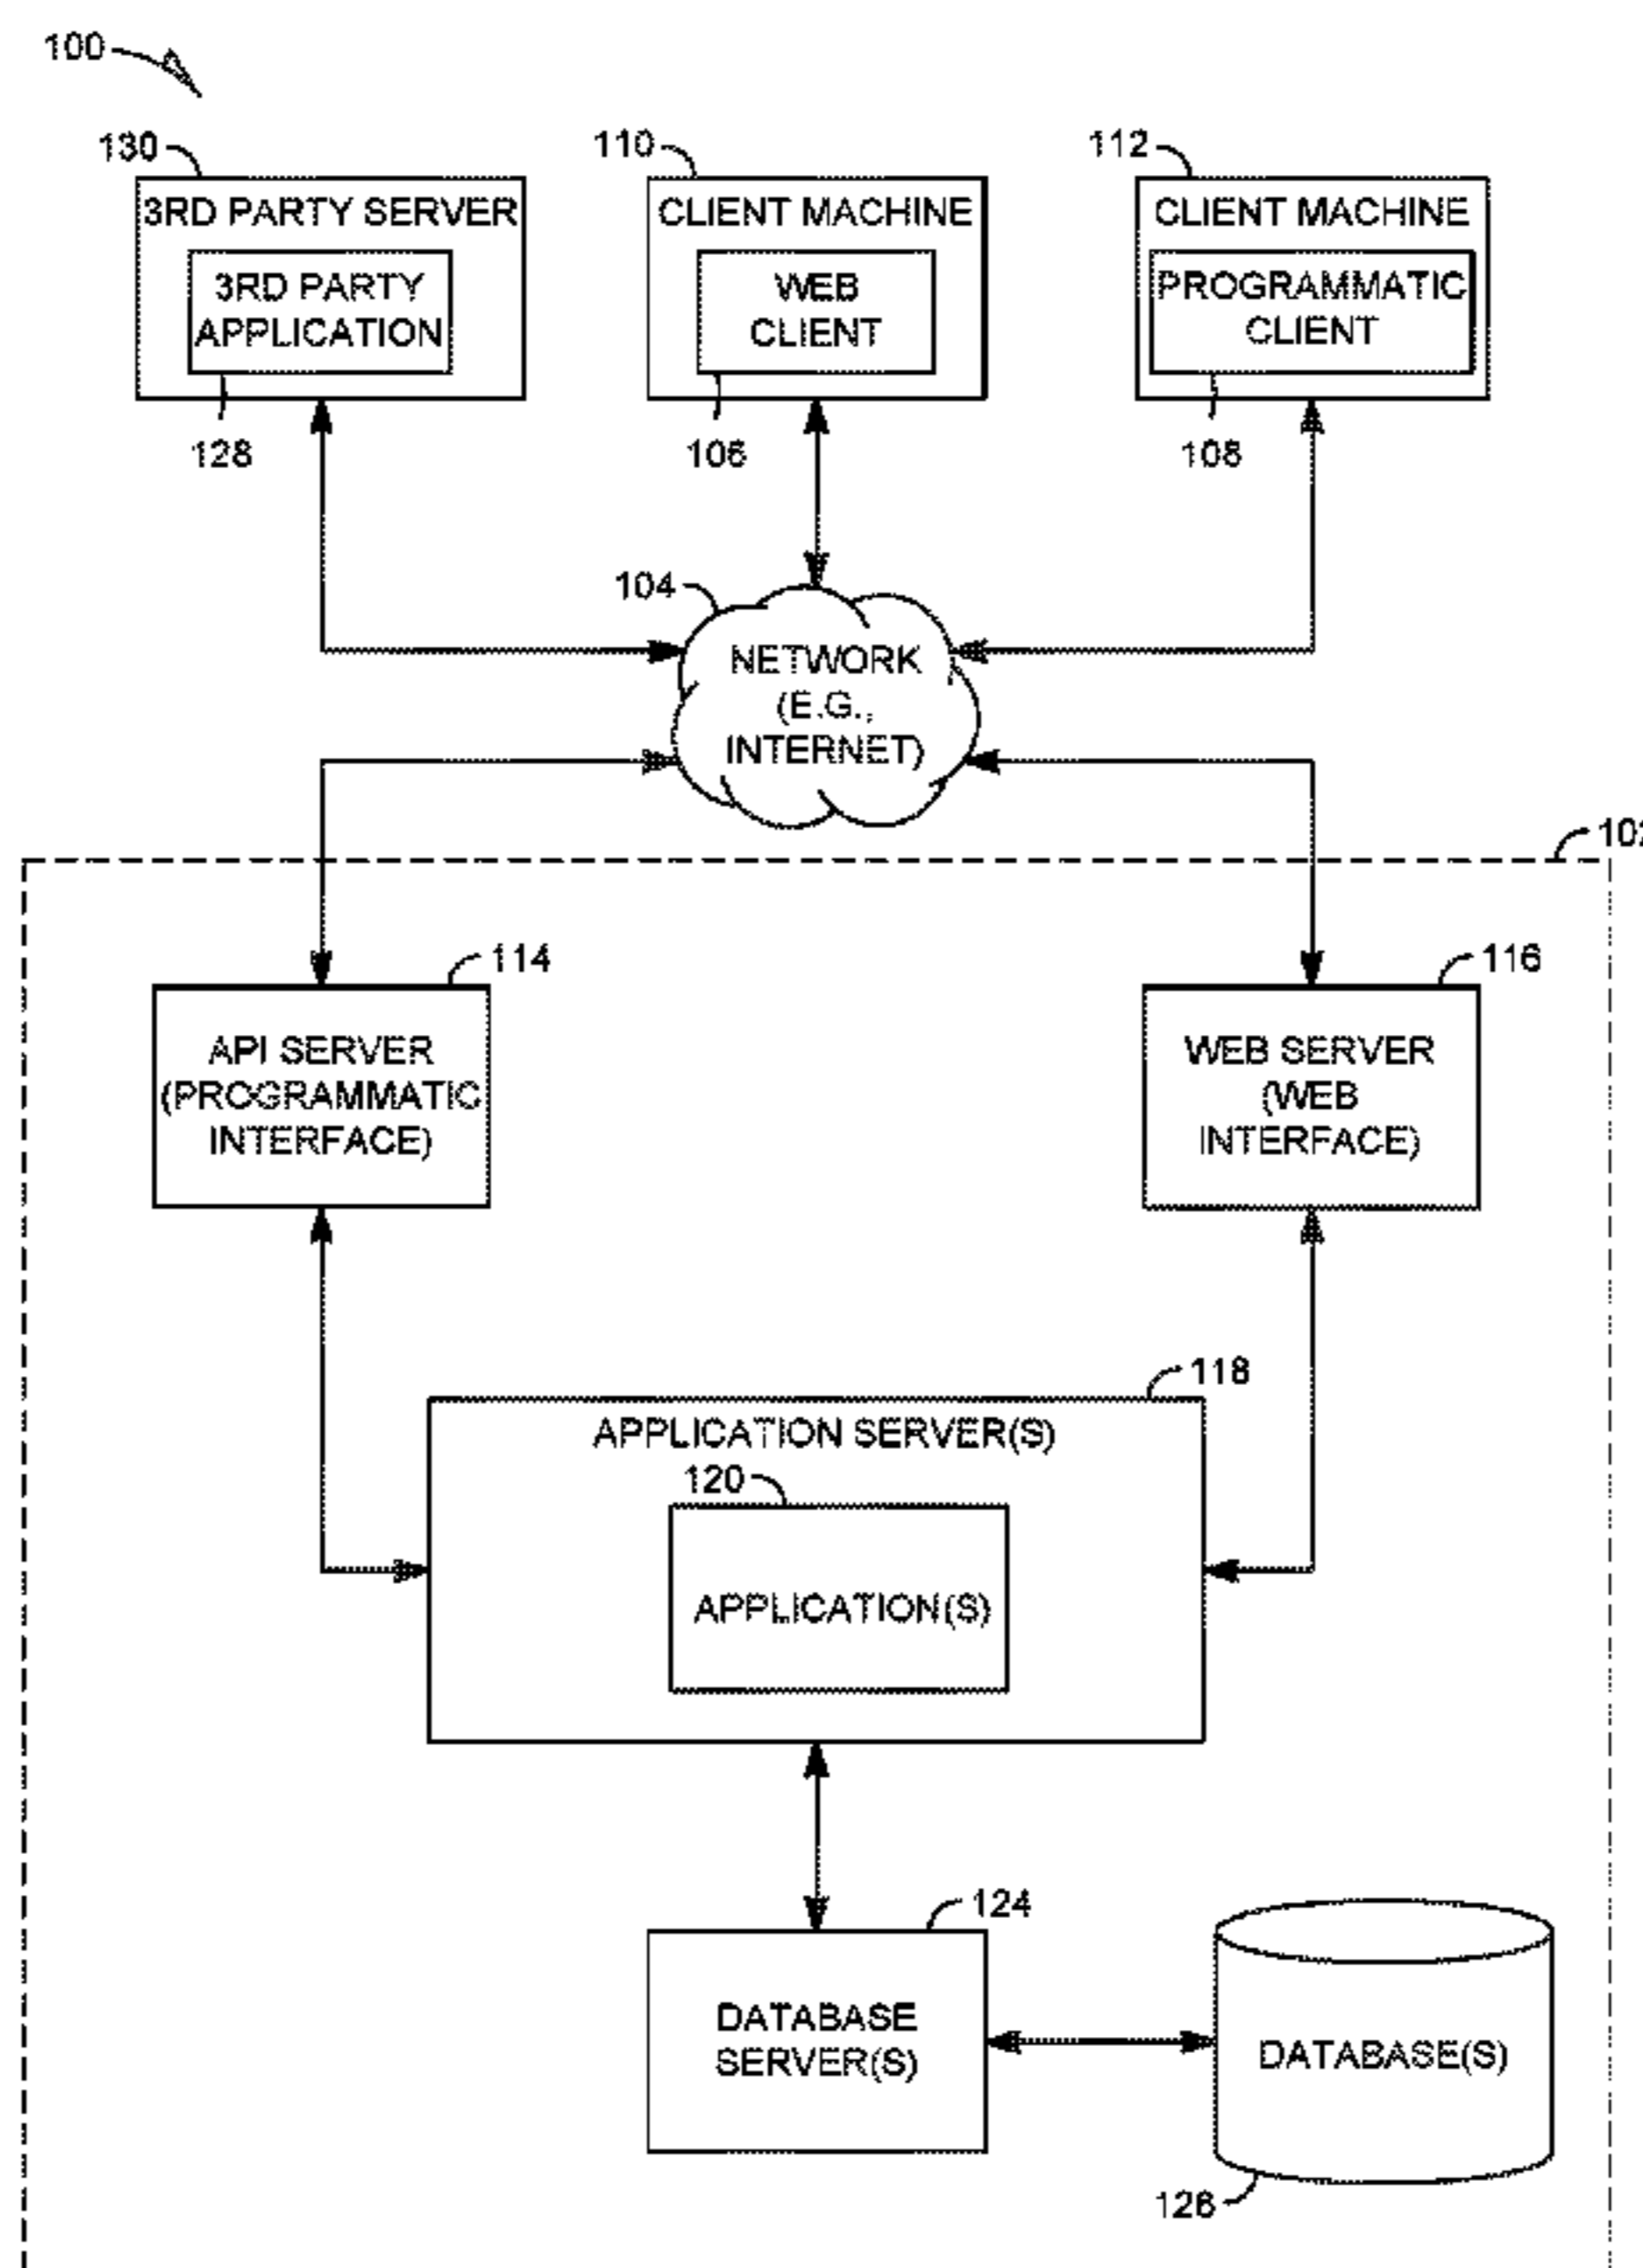 100
130
110
112
3RD PARTY SERVER
CLIENT MACHINE
CLIENT MACHINE
3RD PARTY
APPLICATION
WEB
CLIENT
PROGRAMMATIC
CLIENT
128
106
108
104
NETWORK
(E.G.,
INTERNET)
102
114
116
API SERVER
(PROGRAMMATIC
INTERFACE)
WEB SERVER
(WEB
INTERFACE)
118
APPLICATION SERVER(S)
120
APPLICATION(S)
124
DATABASE
SERVER(S)
DATABASE(S)
126